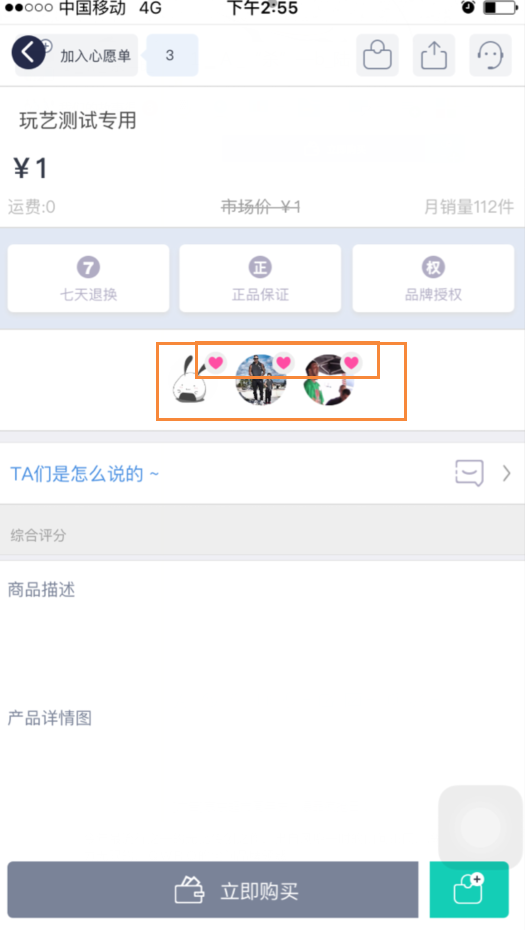 中国移动 4G 下午2:55
加入心愿单 3
玩艺测试专用
¥1
运费:0 市场价 ¥1 月销量112件
7 正 权
七天退换 正品保证 品牌授权
TA们是怎么说的 ~
综合评分
商品描述
产品详情图
立即购买